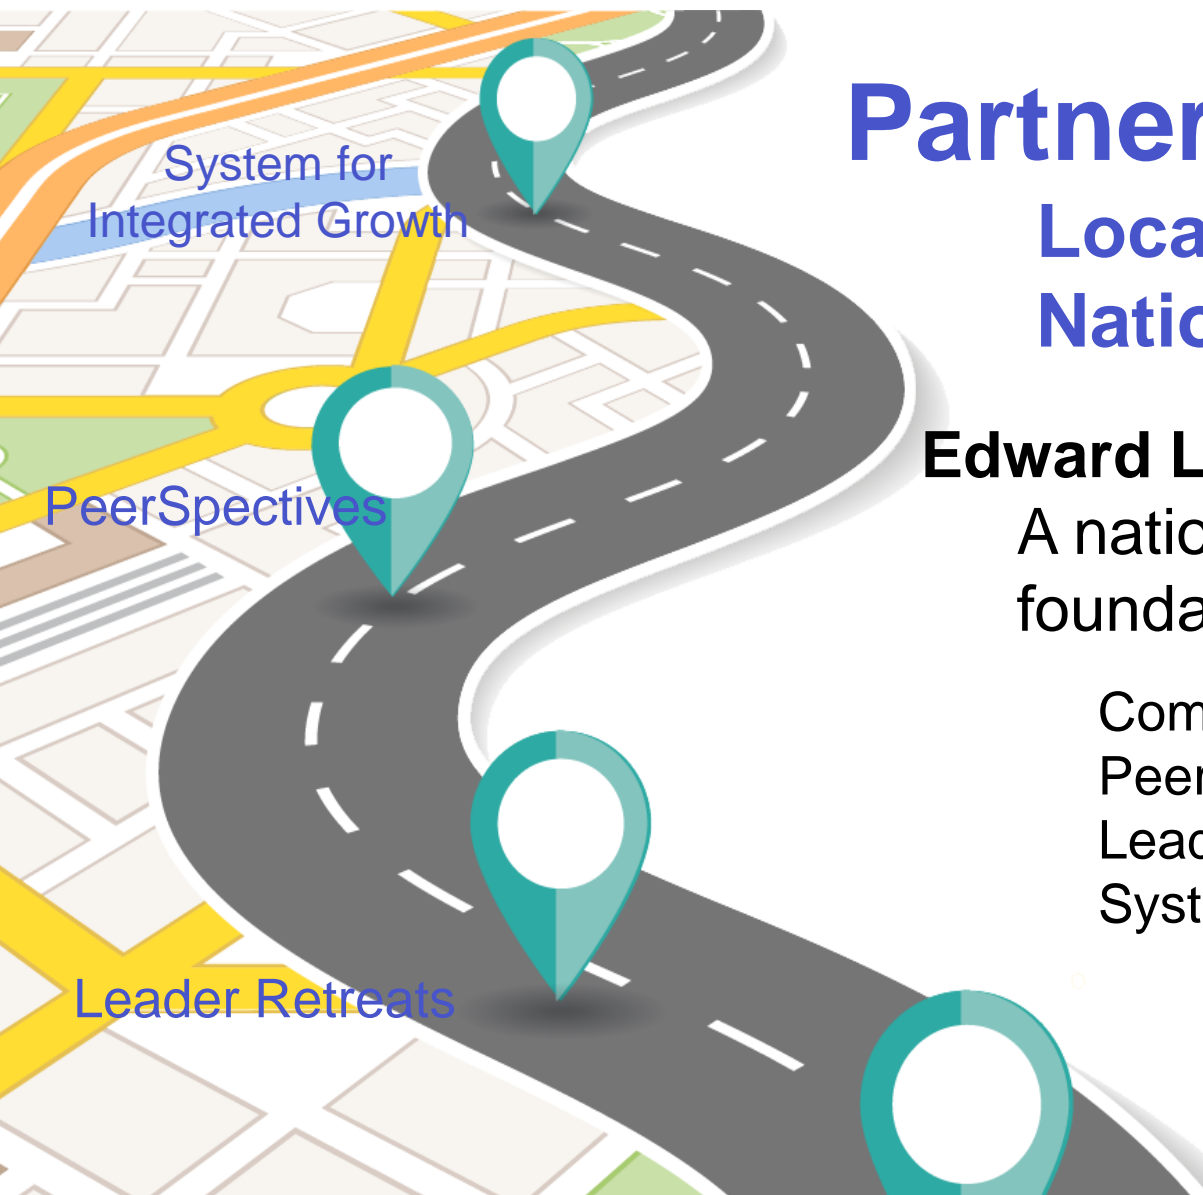 System for
Integrated Growth
PeerSpectives
Leader Retreats
Partner
Loca
Natio
Edward L
A natio
founda
Com
Peer
Lead
Syst